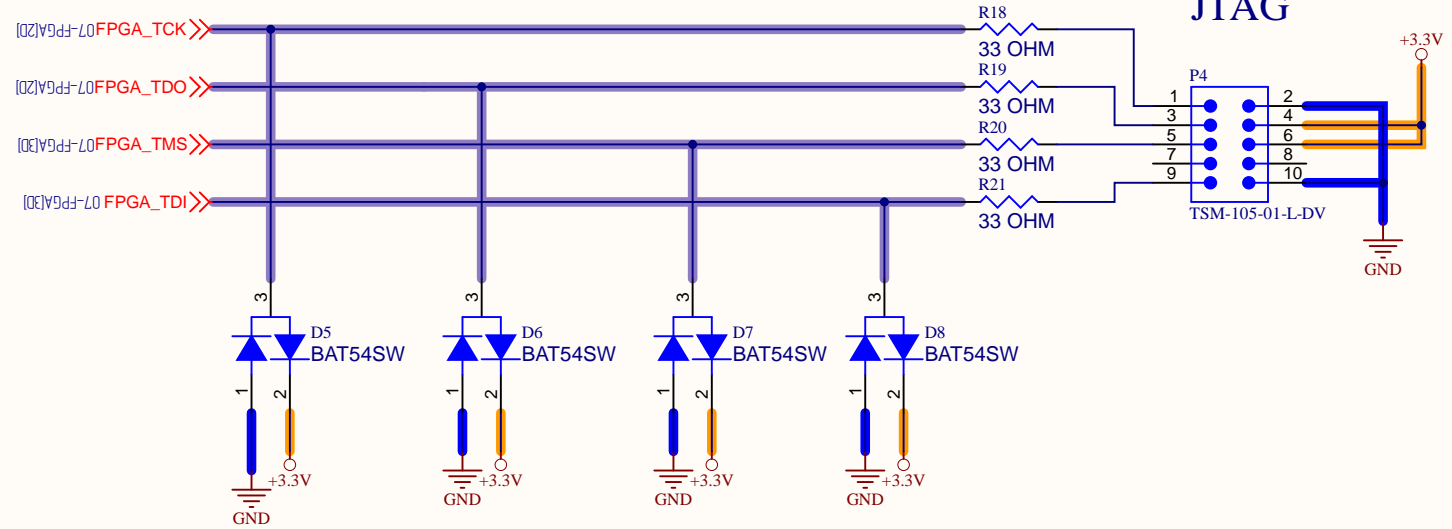 JTAG
07-FPGA[2D] FPGA_TCK
R18
33 OHM
+3.3V
07-FPGA[2D] FPGA_TDO
R19
33 OHM
P4
07-FPGA[3D] FPGA_TMS
R20
33 OHM
07-FPGA[3D] FPGA_TDI
R21
33 OHM
1 2
3 4
5 6
7 8
9 10
TSM-105-01-L-DV
GND
3 3 3 3
D5 D6 D7 D8
BAT54SW BAT54SW BAT54SW BAT54SW
1 2 1 2 1 2 1 2
+3.3V +3.3V +3.3V +3.3V
GND GND GND GND